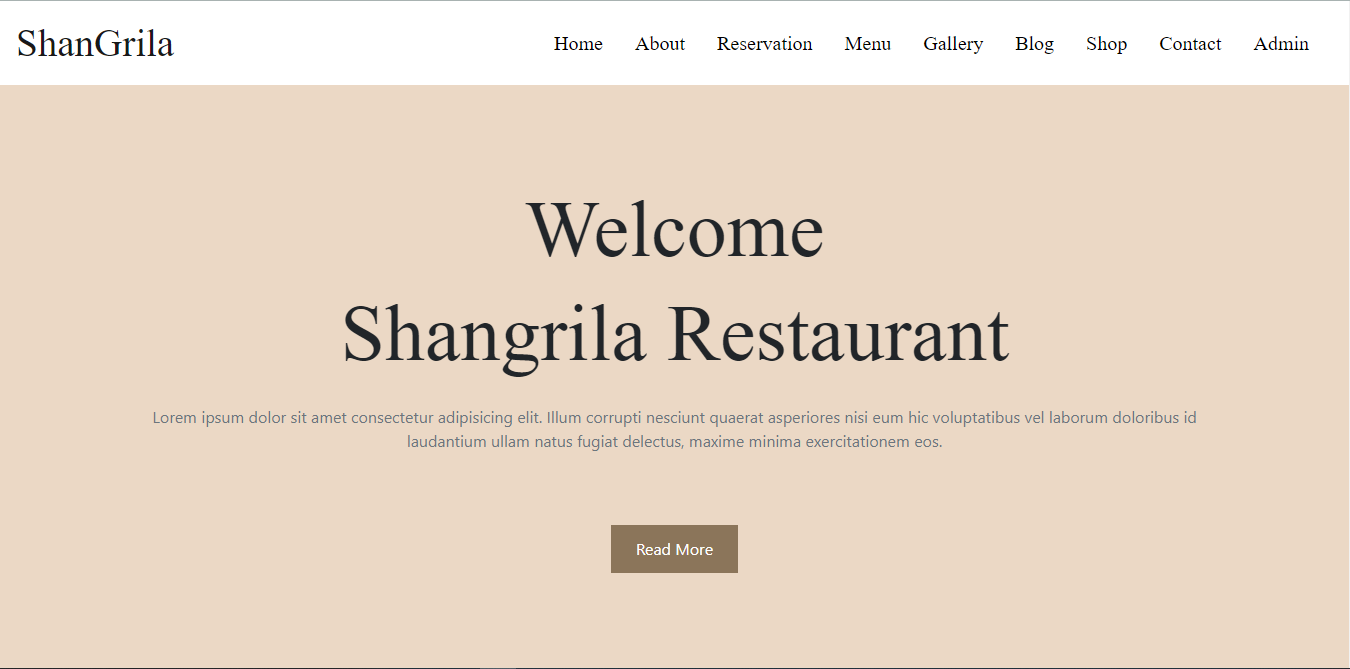 ShanGrila
Home About Reservation Menu Gallery Blog Shop Contact Admin
Welcome
Shangrila Restaurant
Lorem ipsum dolor sit amet consectetur adipisicing elit. Illum corrupti nesciunt quaerat asperiores nisi eum hic voluptatibus vel laborum doloribus id
laudantium ullam natus fugiat delectus, maxime minima exercitationem eos.
Read More